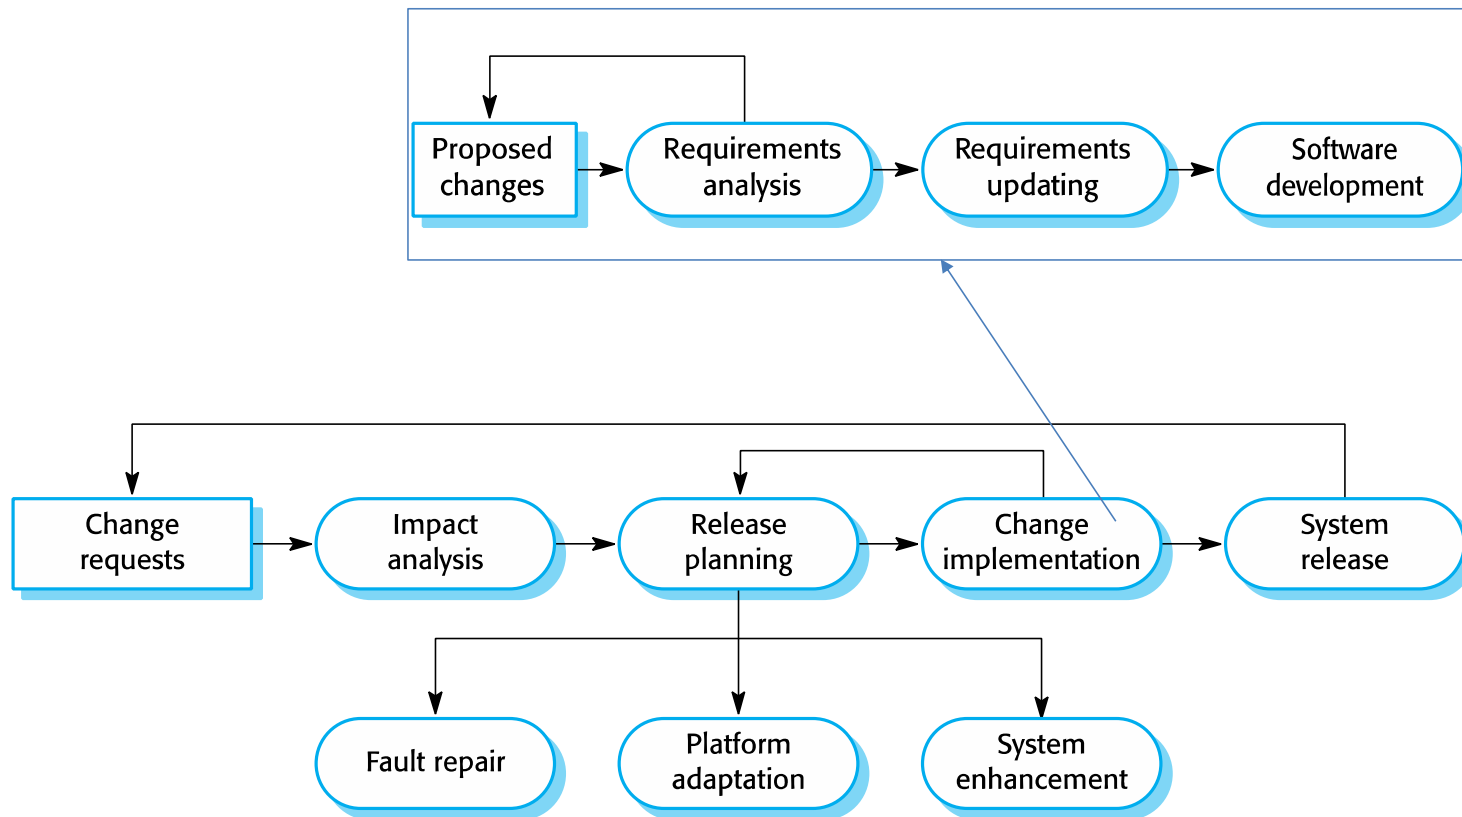 Proposed
changes
Requirements
analysis
Requirements
updating
Software
development
Change
requests
Impact
analysis
Release
planning
Change
implementation
System
release
Fault repair
Platform
adaptation
System
enhancement